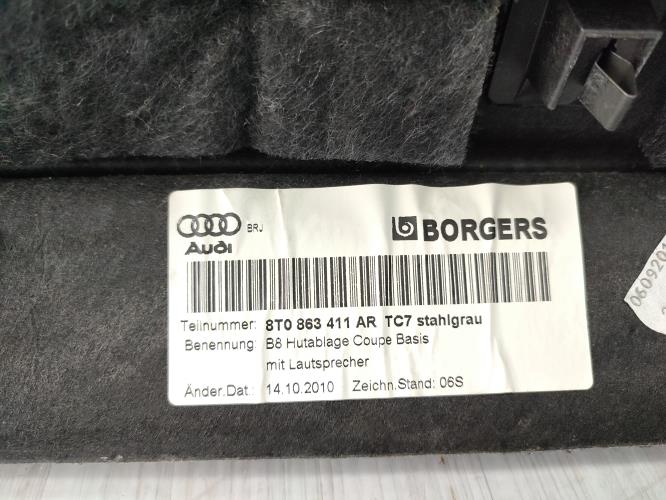 Audi BRJ
BORGERS
Teilnummer: 8T0 863 411 AR TC7 stahlgrau
Benennung: B8 Hutablage Coupe Basis
mit Lautsprecher
Änder.Dat.: 14.10.2010 Zeichn.Stand: 06S